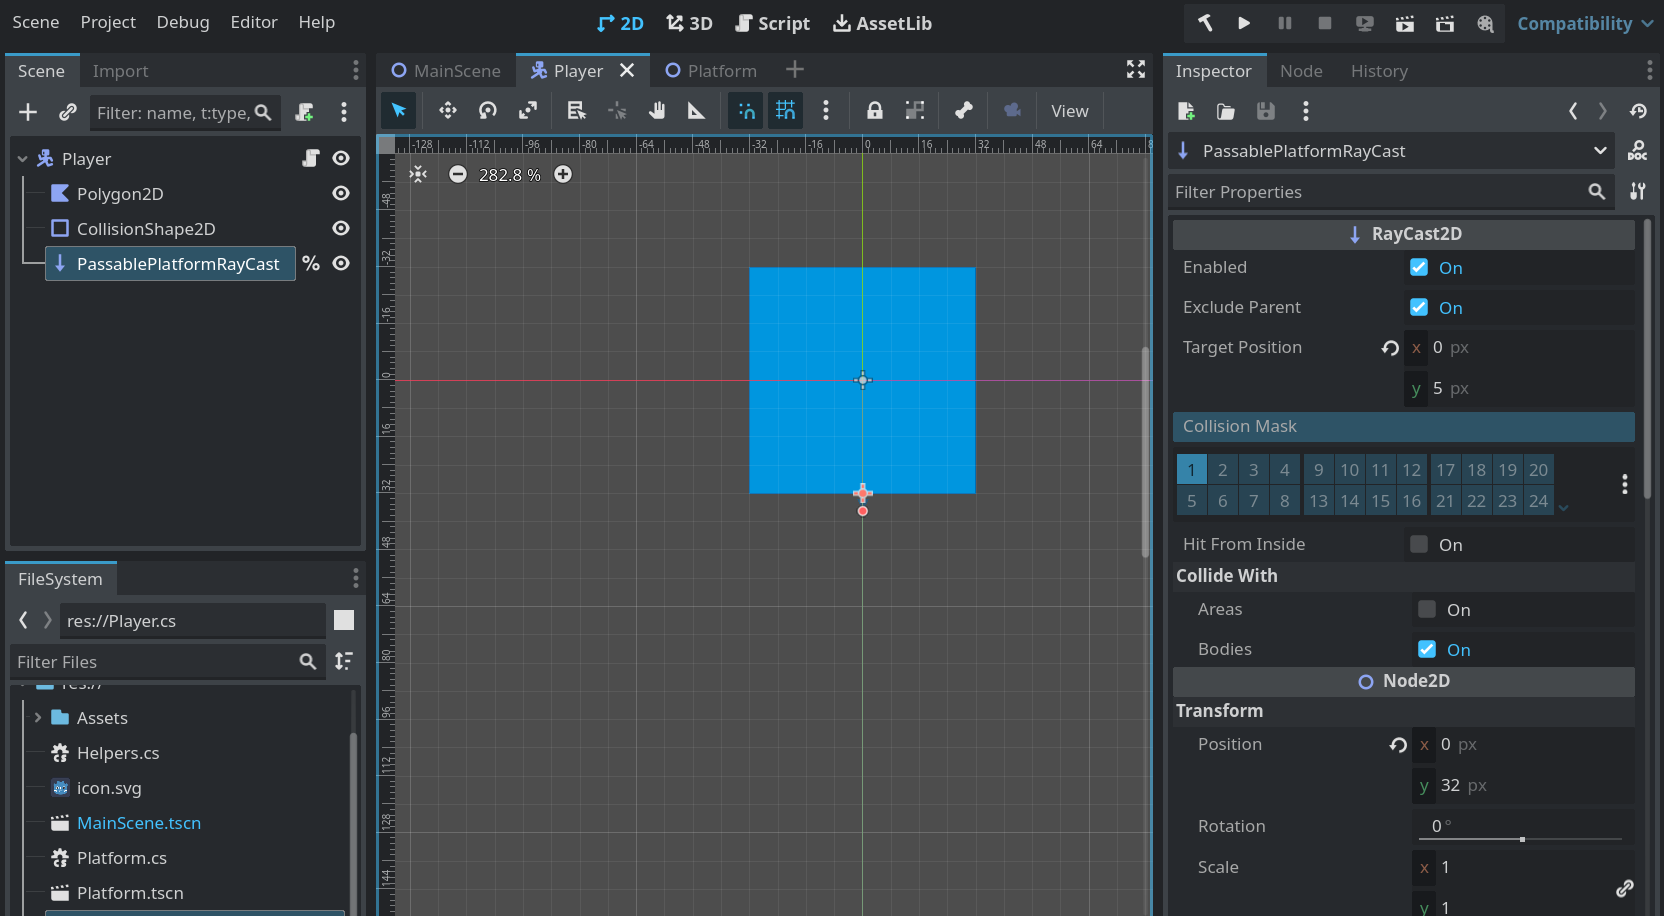 Scene Project Debug Editor Help
2D 3D Script AssetLib
Compatibility
Scene Import
Filter: name, t:type,
Player
Polygon2D
CollisionShape2D
PassablePlatformRayCast %
FileSystem
res://Player.cs
Filter Files
res://
Assets
Helpers.cs
icon.svg
MainScene.tscn
Platform.cs
Platform.tscn
MainScene Player Platform
View
-128 -112 -96 -80 -64 -48 -32 -16 0 16 32 48 64 8
282.8 %
-48
-32
-16
0
16
32
48
64
80
96
112
128
144
Inspector Node History
PassablePlatformRayCast
DOC
Filter Properties
RayCast2D
Enabled On
Exclude Parent On
Target Position x 0 px
y 5 px
Collision Mask
1 2 3 4 9 10 11 12 17 18 19 20
5 6 7 8 13 14 15 16 21 22 23 24
Hit From Inside On
Collide With
Areas On
Bodies On
Node2D
Transform
Position x 0 px
y 32 px
Rotation 0 °
Scale x 1
y 1